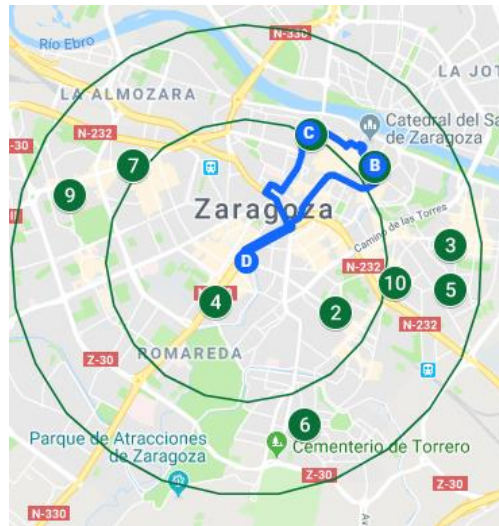 N-330
Río Ebro
LA JOT
LA ALMOZARA
C
Catedral del Sa
de Zaragoza
N-232
-30
7
B
9
Zaragoza
Camino de las Torres
3
D
N-232
10
4
5
2
N-232
ROMAREDA
Z-30
6
Parque de Atracciones
de Zaragoza
Cementerio de Torrero
Z-30
N-330
Av